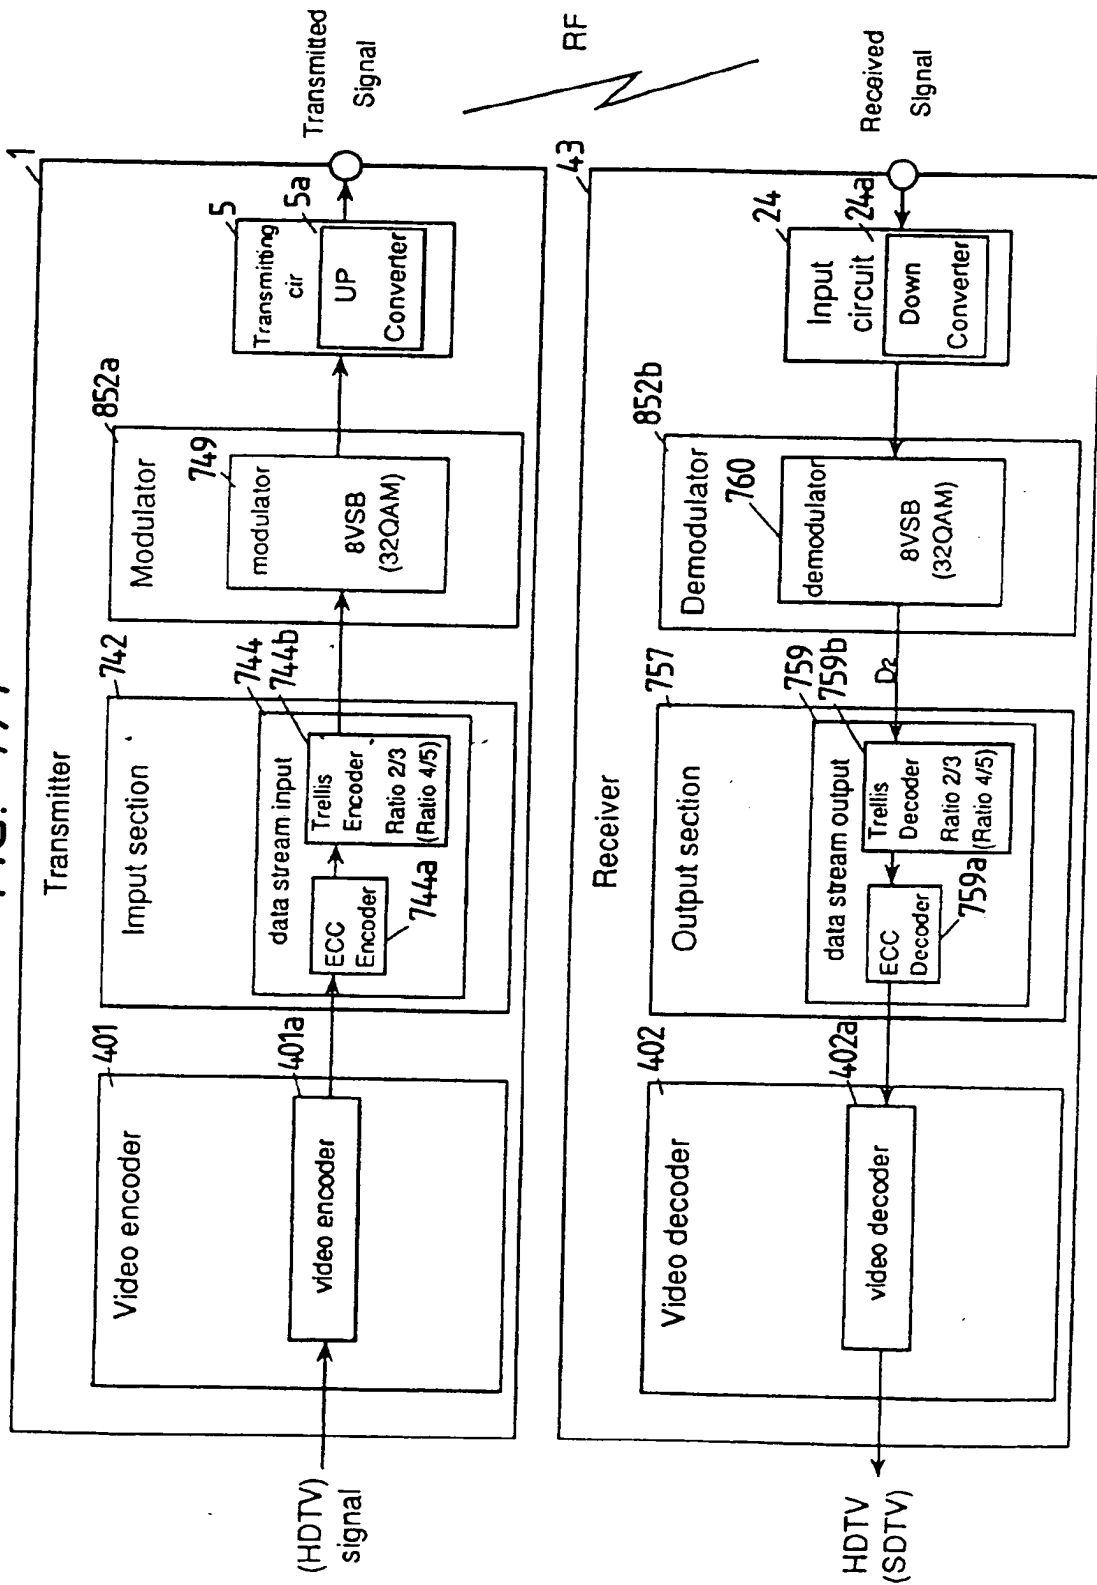 Transmitter
1
Video encoder
401
video encoder
401a
(HDTV)
signal
Imput section
742
data stream input
744
744b
ECC
Encoder
744a
Trellis
Encoder
Ratio 2/3
(Ratio 4/5)
Modulator
852a
749
modulator
8VSB
(32QAM)
5
Transmitting
cir
5a
UP
Converter
Transmitted
Signal
RF
Receiver
43
Video decoder
402
video decoder
402a
HDTV
(SDTV)
Output section
757
data stream output
759
759b
ECC
Decoder
759a
Trellis
Decoder
Ratio 2/3
(Ratio 4/5)
D2
Demodulator
852b
760
demodulator
8VSB
(32QAM)
24
Input
circuit
24a
Down
Converter
Received
Signal